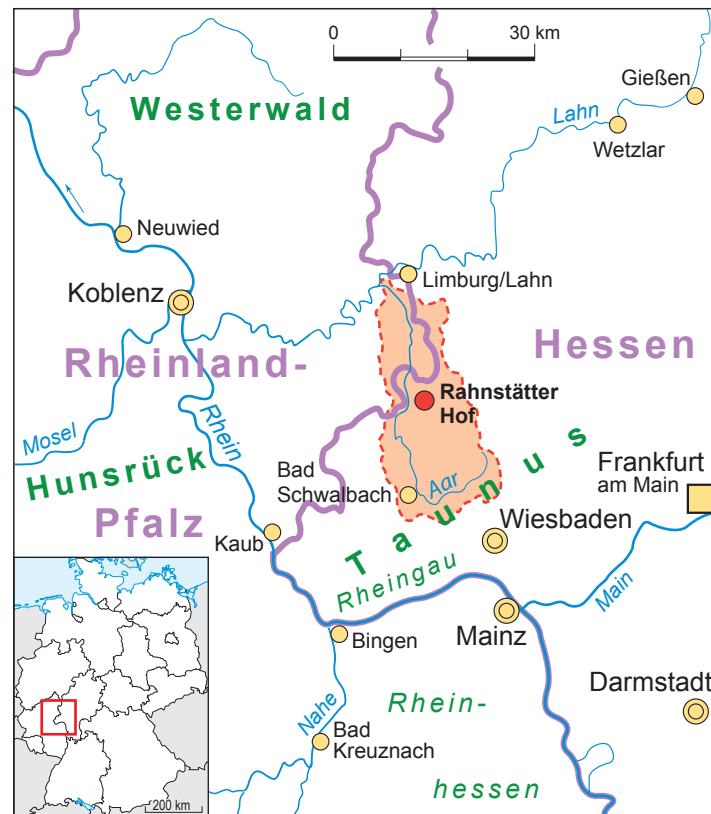 0 30 km
Gießen
Westerwald
Lahn
Wetzlar
Neuwied
Limburg/Lahn
Koblenz
Hessen
Rheinland-
Rahnstätter
Hof
Rhein
Mosel
Hunsrück
Bad
Schwalbach
Aar
Frankfurt
am Main
Pfalz
Wiesbaden
Kaub
Taunus
Rheingau
Main
Mainz
Bingen
Darmstadt
Rhein-
Nahe
Bad
Kreuznach
hessen
200 km